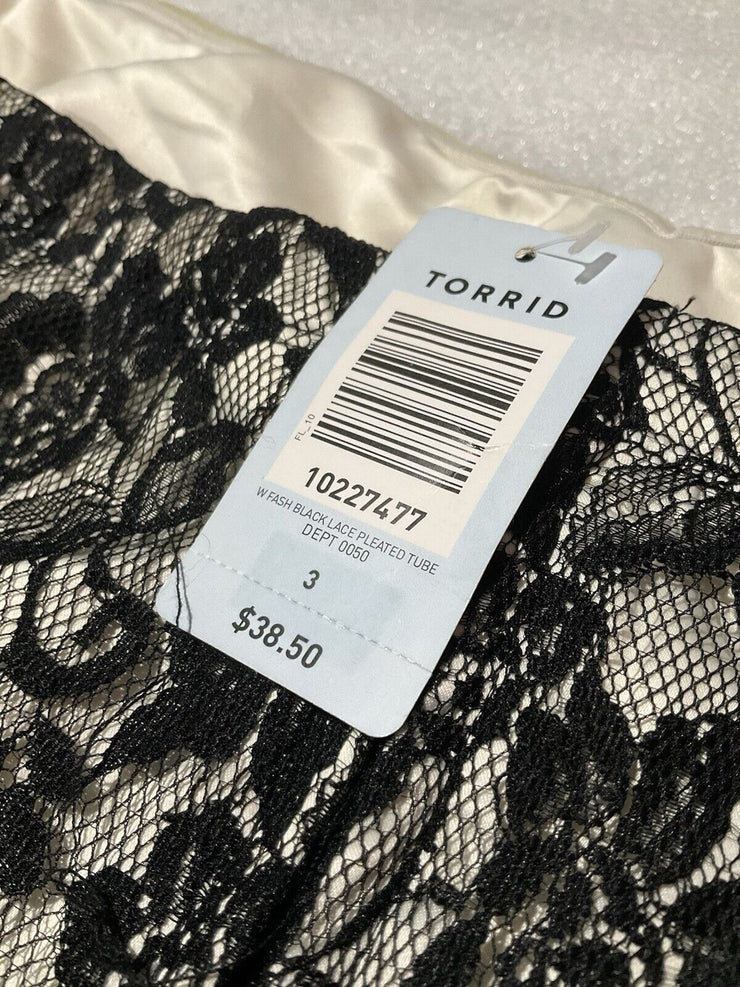 TORRID
FL_10
10227477
W FASH BLACK LACE PLEATED TUBE
DEPT 0050
3
$38.50